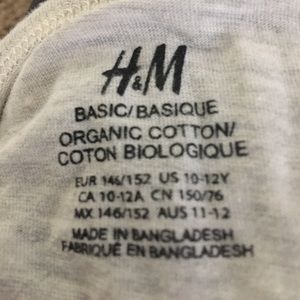 H&M
BASIC/BASIQUE
ORGANIC COTTON/
COTON BIOLOGIQUE
EUR 146/152 US 10-12Y
CA 10-12A CN 150/76
MX 146/152 AUS 11-12
MADE IN BANGLADESH
FABRIQUÉ EN BANGLADESH